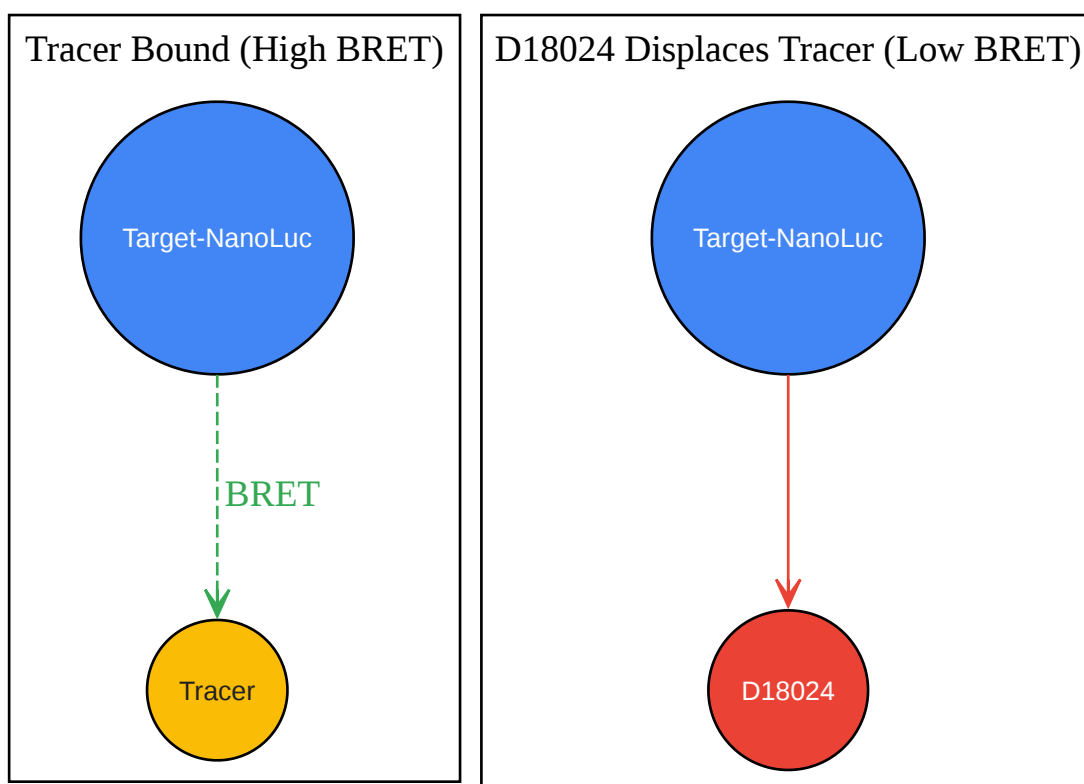 Tracer Bound (High BRET)
Target-NanoLuc
BRET
Tracer
D18024 Displaces Tracer (Low BRET)
Target-NanoLuc
D18024